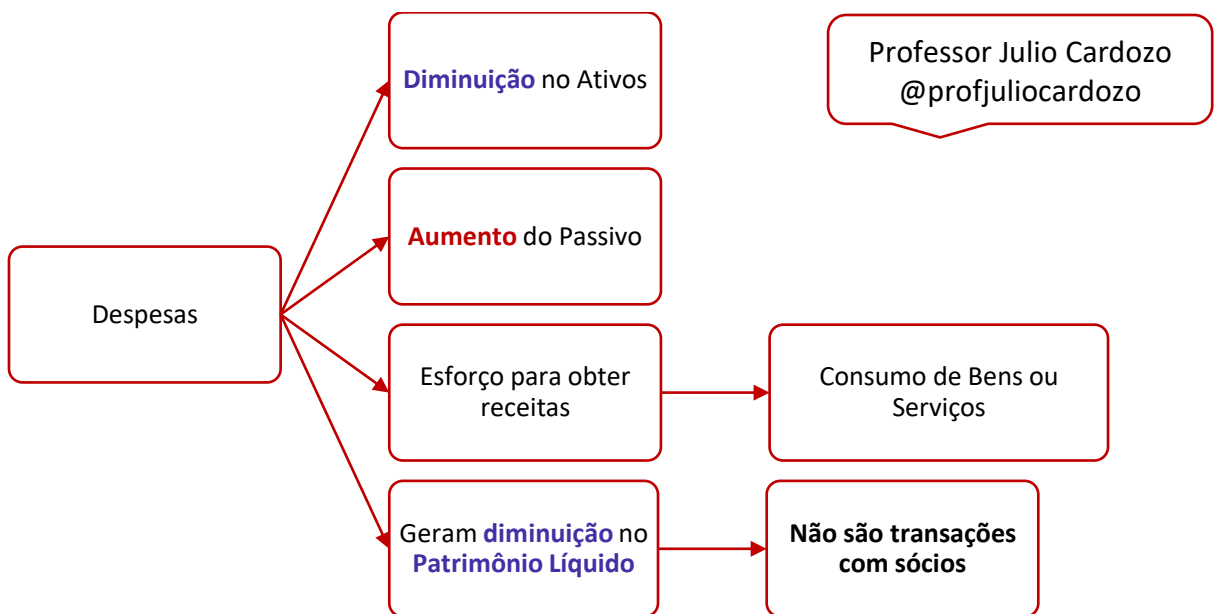 Professor Julio Cardozo
@profjuliocardozo
Diminuição no Ativos
Aumento do Passivo
Despesas
Esforço para obter
receitas
Consumo de Bens ou
Serviços
Geram diminuição no
Patrimônio Líquido
Não são transações
com sócios